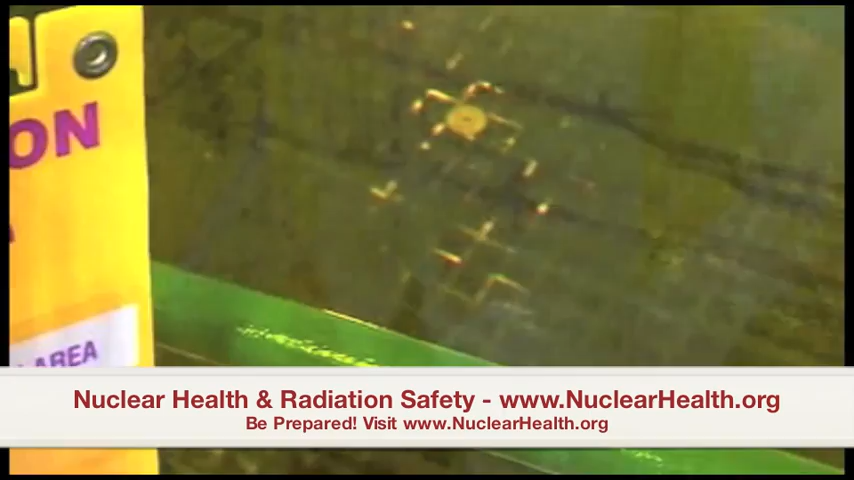 ON
AREA
Nuclear Health & Radiation Safety - www.NuclearHealth.org
Be Prepared! Visit www.NuclearHealth.org